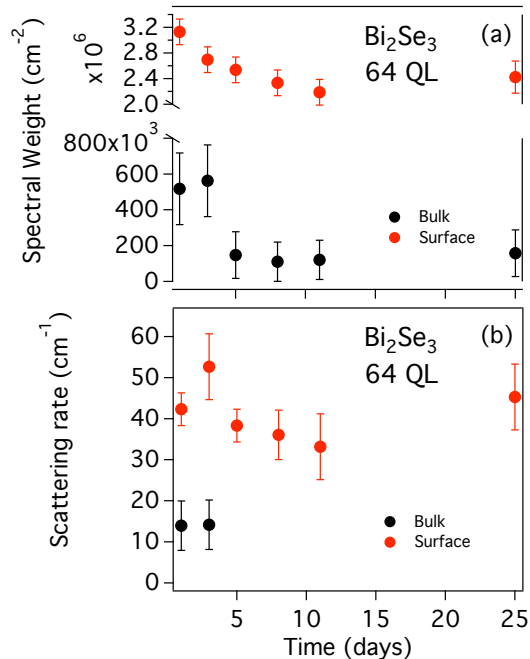 Spectral Weight (cm⁻²)
x10⁶
3.2
2.8
2.4
2.0
800x10³
600
400
200
0
Bi₂Se₃
64 QL
(a)
Bulk
Surface
Scattering rate (cm⁻¹)
60
50
40
30
20
10
0
Bi₂Se₃
64 QL
(b)
Bulk
Surface
5
10
15
20
25
Time (days)